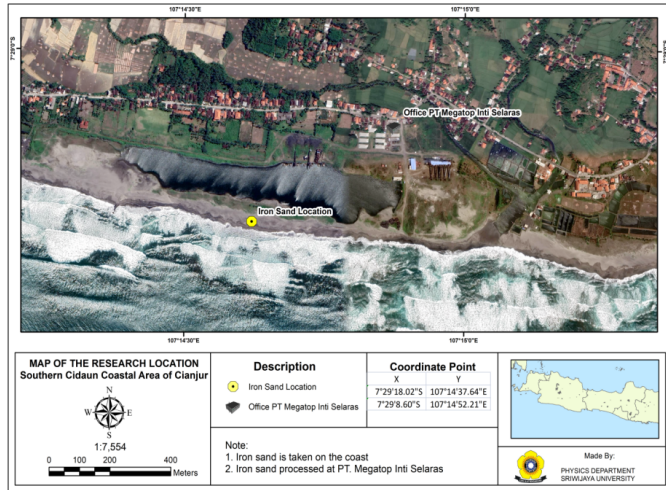 107°14'30"E
107°15'0"E
7°29'0"S
Office PT Megatop Inti Selaras
Iron Sand Location
107°14'30"E
107°15'0"E
MAP OF THE RESEARCH LOCATION
Southern Cidaun Coastal Area of Cianjur
N
W
E
S
1:7,554
0 50 100 200 300 400
Meters
Description
Iron Sand Location
Office PT Megatop Inti Selaras
Coordinate Point
X Y
7°29'18.02"S 107°14'37.64"E
7°29'8.60"S 107°14'52.21"E
Note:
1. Iron sand is taken on the coast
2. Iron sand processed at PT. Megatop Inti Selaras
Made By:
PHYSICS DEPARTMENT
SRIWIJAYA UNIVERSITY